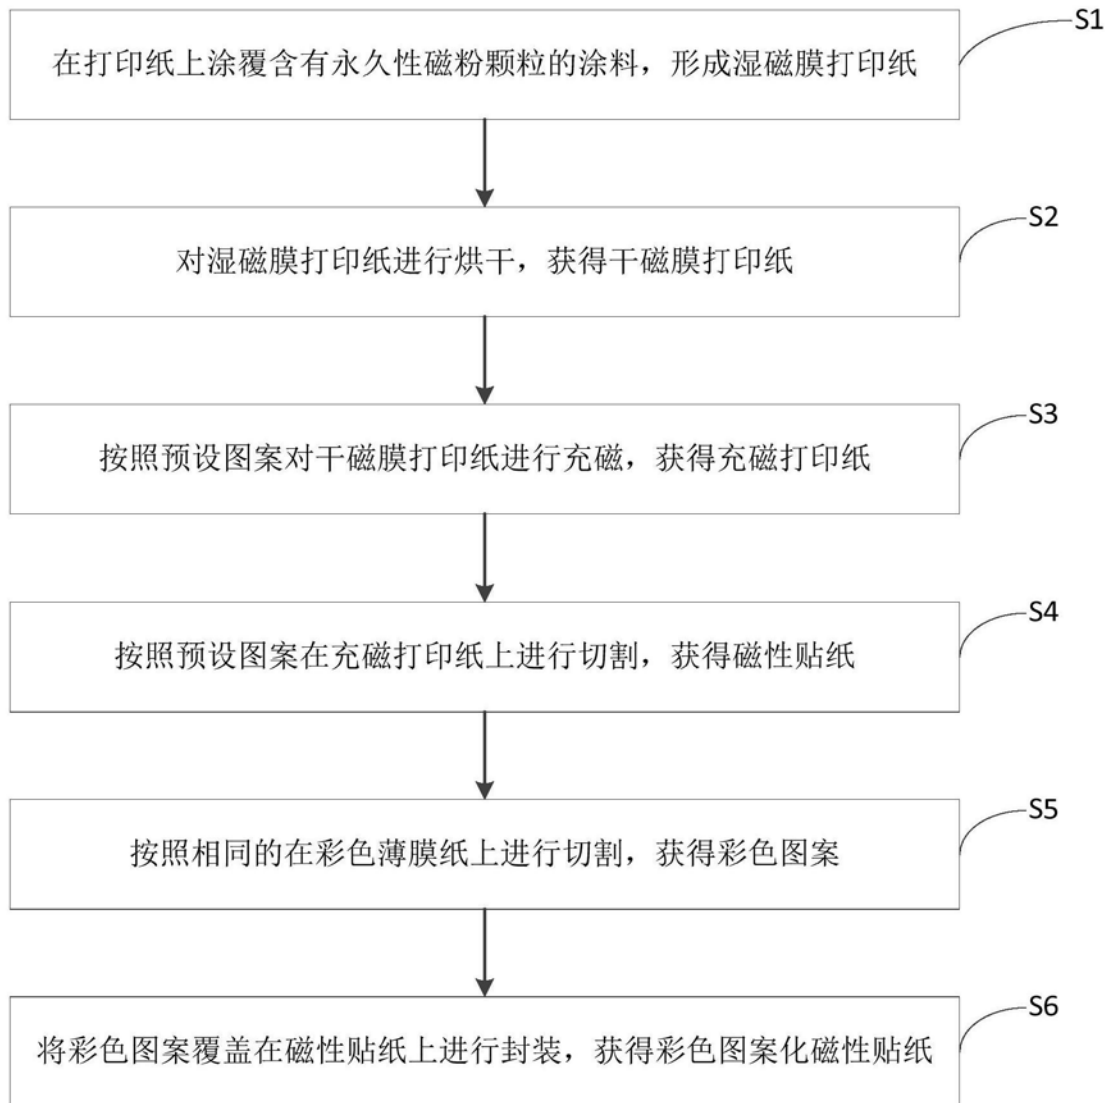 S1
在打印纸上涂覆含有永久性磁粉颗粒的涂料，形成湿磁膜打印纸
S2
对湿磁膜打印纸进行烘干，获得干磁膜打印纸
S3
按照预设图案对干磁膜打印纸进行充磁，获得充磁打印纸
S4
按照预设图案在充磁打印纸上进行切割，获得磁性贴纸
S5
按照相同的在彩色薄膜纸上进行切割，获得彩色图案
S6
将彩色图案覆盖在磁性贴纸上进行封装，获得彩色图案化磁性贴纸